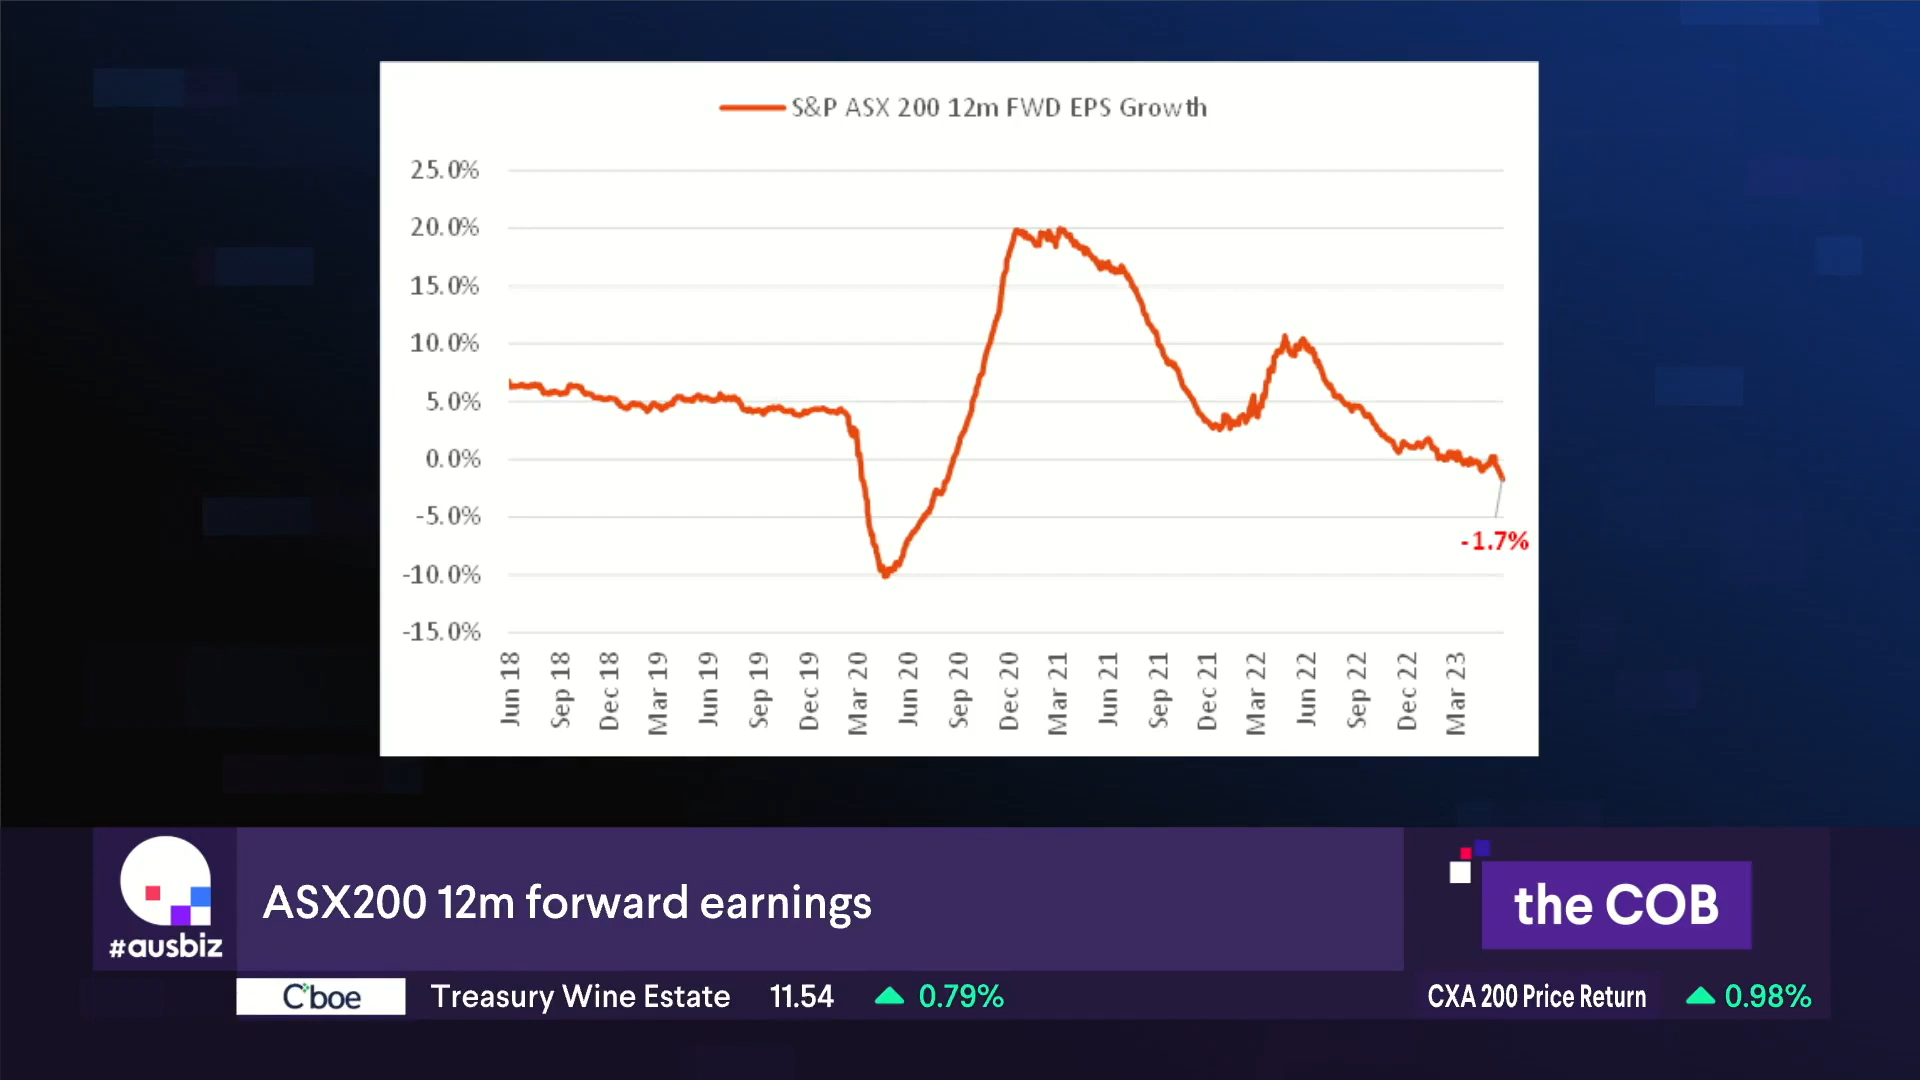 S&P ASX 200 12m FWD EPS Growth
25.0%
20.0%
15.0%
10.0%
5.0%
0.0%
-5.0%
-10.0%
-15.0%
-1.7%
Jun 18
Sep 18
Dec 18
Mar 19
Jun 19
Sep 19
Dec 19
Mar 20
Jun 20
Sep 20
Dec 20
Mar 21
Jun 21
Sep 21
Dec 21
Mar 22
Jun 22
Sep 22
Dec 22
Mar 23
#ausbiz
ASX200 12m forward earnings
the COB
Cboe
Treasury Wine Estate 11.54 ▲ 0.79%
CXA 200 Price Return ▲ 0.98%